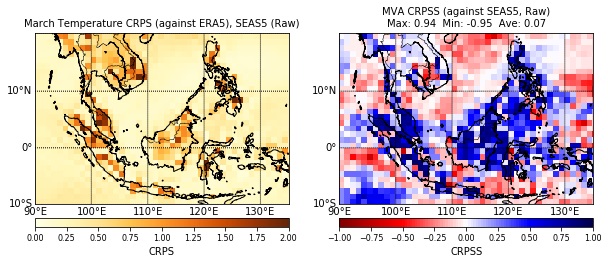 March Temperature CRPS (against ERA5), SEAS5 (Raw)
10°N
0°
10°S
90°E 100°E 110°E 120°E 130°E
0.00 0.25 0.50 0.75 1.00 1.25 1.50 1.75 2.00
CRPS
MVA CRPSS (against SEAS5, Raw)
Max: 0.94 Min: -0.95 Ave: 0.07
10°N
0°
10°S
90°E 100°E 110°E 120°E 130°E
−1.00 −0.75 −0.50 −0.25 0.00 0.25 0.50 0.75 1.00
CRPSS